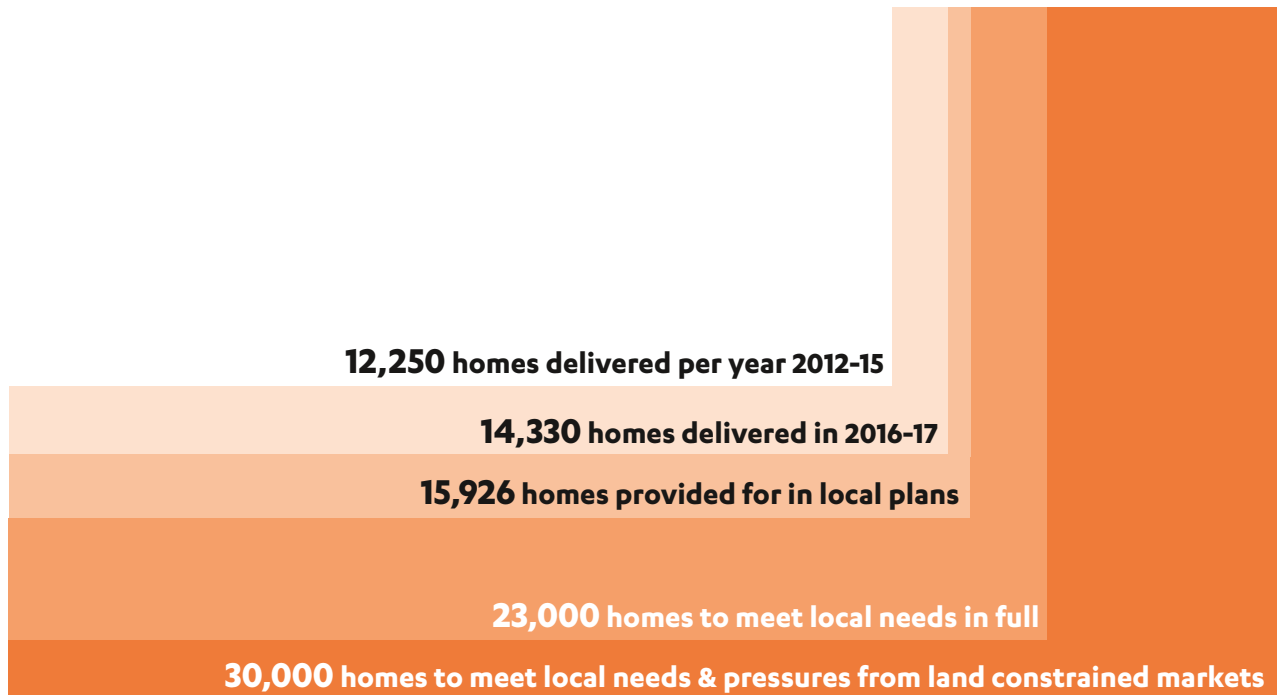 12,250 homes delivered per year 2012-15
14,330 homes delivered in 2016-17
15,926 homes provided for in local plans
23,000 homes to meet local needs in full
30,000 homes to meet local needs & pressures from land constrained markets